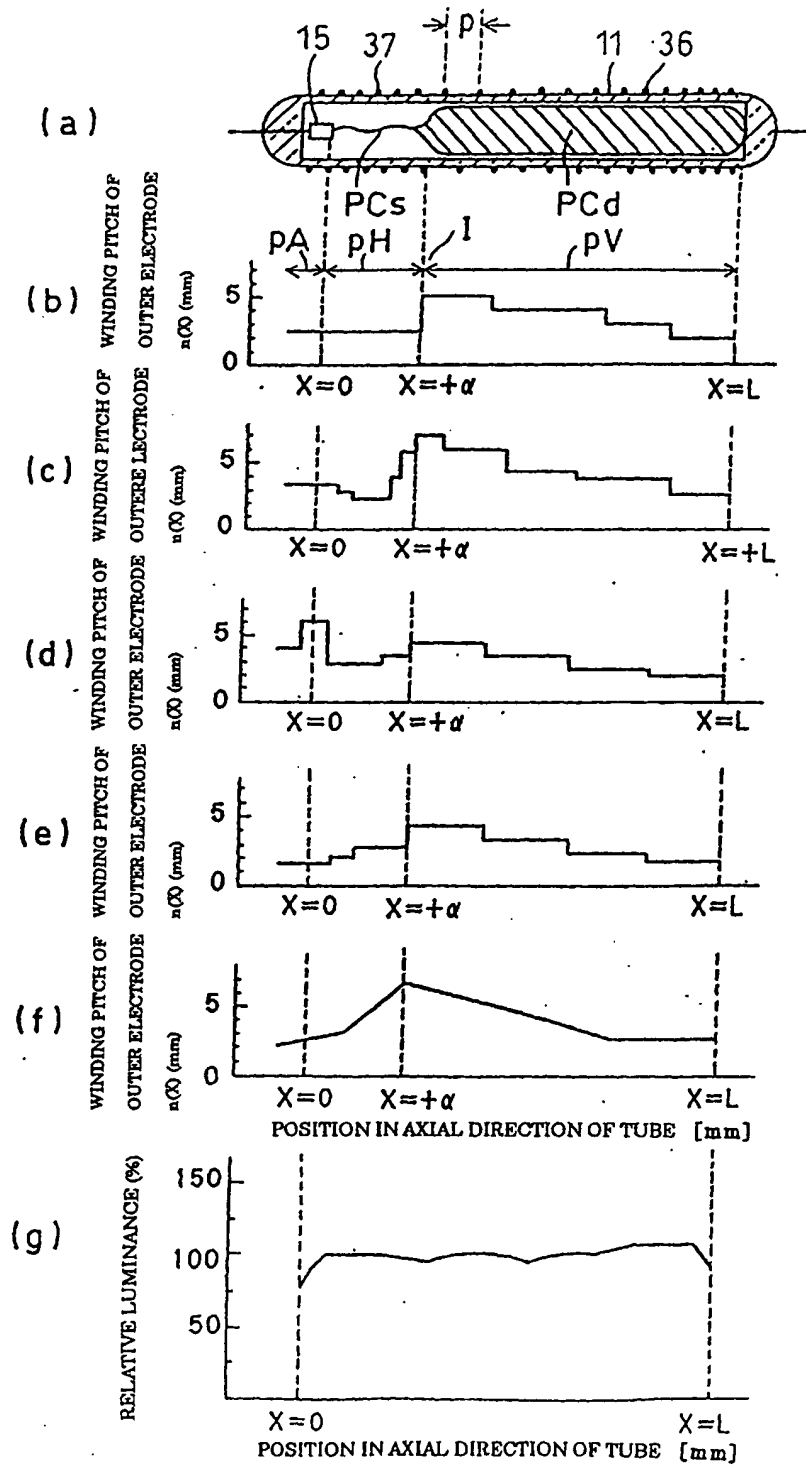 p
15 37 11 36
(a)
PCs PCd
pA pH I pV
(b)
WINDING PITCH OF
OUTER ELECTRODE
n(X) (mm)
5
0
X=0 X=+α X=L
(c)
WINDING PITCH OF
OUTERE LECTRODE
n(X) (mm)
5
0
X=0 X=+α X=+L
(d)
WINDING PITCH OF
OUTER ELECTRODE
n(X) (mm)
5
0
X=0 X=+α X=L
(e)
WINDING PITCH OF
OUTER ELECTRODE
n(X) (mm)
5
0
X=0 X=+α X=L
(f)
WINDING PITCH OF
OUTER ELECTRODE
n(X) (mm)
5
0
X=0 X=+α X=L
POSITION IN AXIAL DIRECTION OF TUBE [mm]
(g)
RELATIVE LUMINANCE (%)
150
100
50
X=0 X=L
POSITION IN AXIAL DIRECTION OF TUBE [mm]